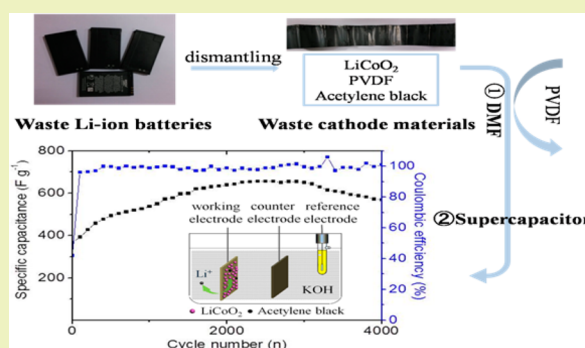 dismantling
LiCoO₂
PVDF
Acetylene black
Waste Li-ion batteries
Waste cathode materials
① DMF
PVDF
②Supercapacitor
Specific capacitance (F g⁻¹)
800
600
400
200
working electrode
counter electrode
reference electrode
Li⁺
KOH
LiCoO₂
Acetylene black
100
80
60
40
20
0
Coulombic efficiency (%)
0
2000
4000
Cycle number (n)